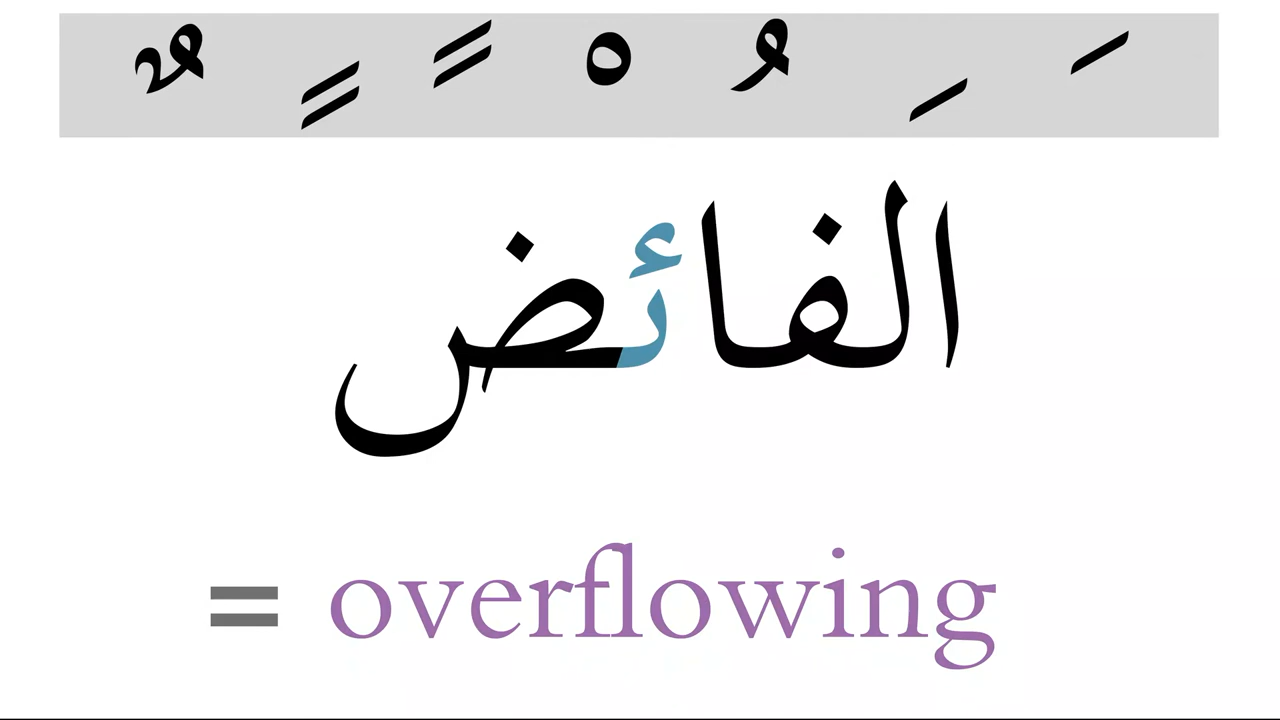 َ ِ ُ ْ ً ٍ ٌ
الفائض
= overflowing